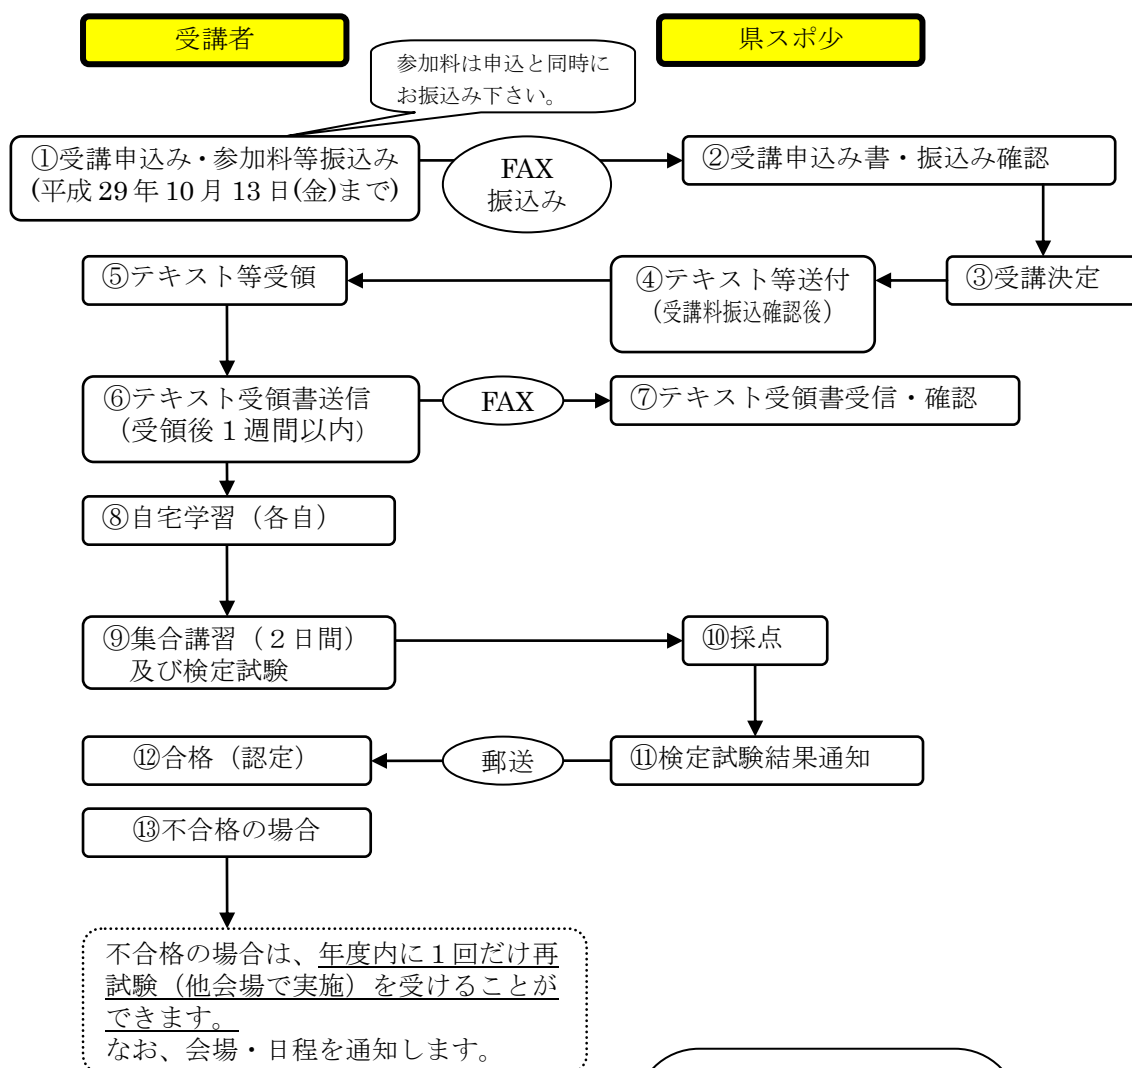 受講者
県スポ少
参加料は申込と同時に
お振込み下さい。
①受講申込み・参加料等振込み
(平成 29 年 10 月 13 日(金)まで)
FAX
振込み
②受講申込み書・振込み確認
③受講決定
④テキスト等送付
（受講料振込確認後）
⑤テキスト等受領
⑥テキスト受領書送信
（受領後 1 週間以内）
FAX
⑦テキスト受領書受信・確認
⑧自宅学習（各自）
⑨集合講習（２日間）
及び検定試験
⑩採点
⑪検定試験結果通知
郵送
⑫合格（認定）
⑬不合格の場合
不合格の場合は、年度内に 1 回だけ再
試験（他会場で実施）を受けることが
できます。
なお、会場・日程を通知します。